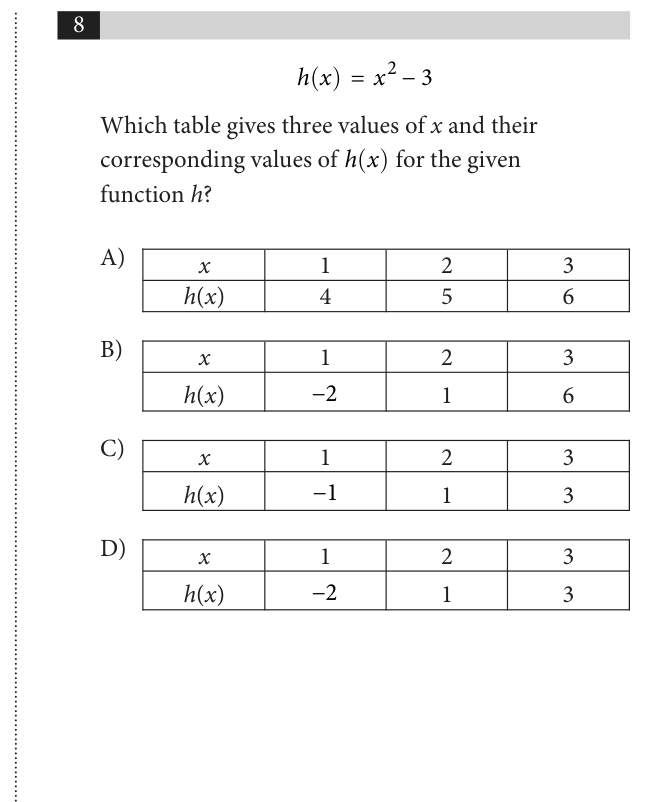 8
h(x) = x² – 3
Which table gives three values of x and their
corresponding values of h(x) for the given
function h?
A)
x 1 2 3
h(x) 4 5 6
B)
x 1 2 3
h(x) –2 1 6
C)
x 1 2 3
h(x) –1 1 3
D)
x 1 2 3
h(x) –2 1 3